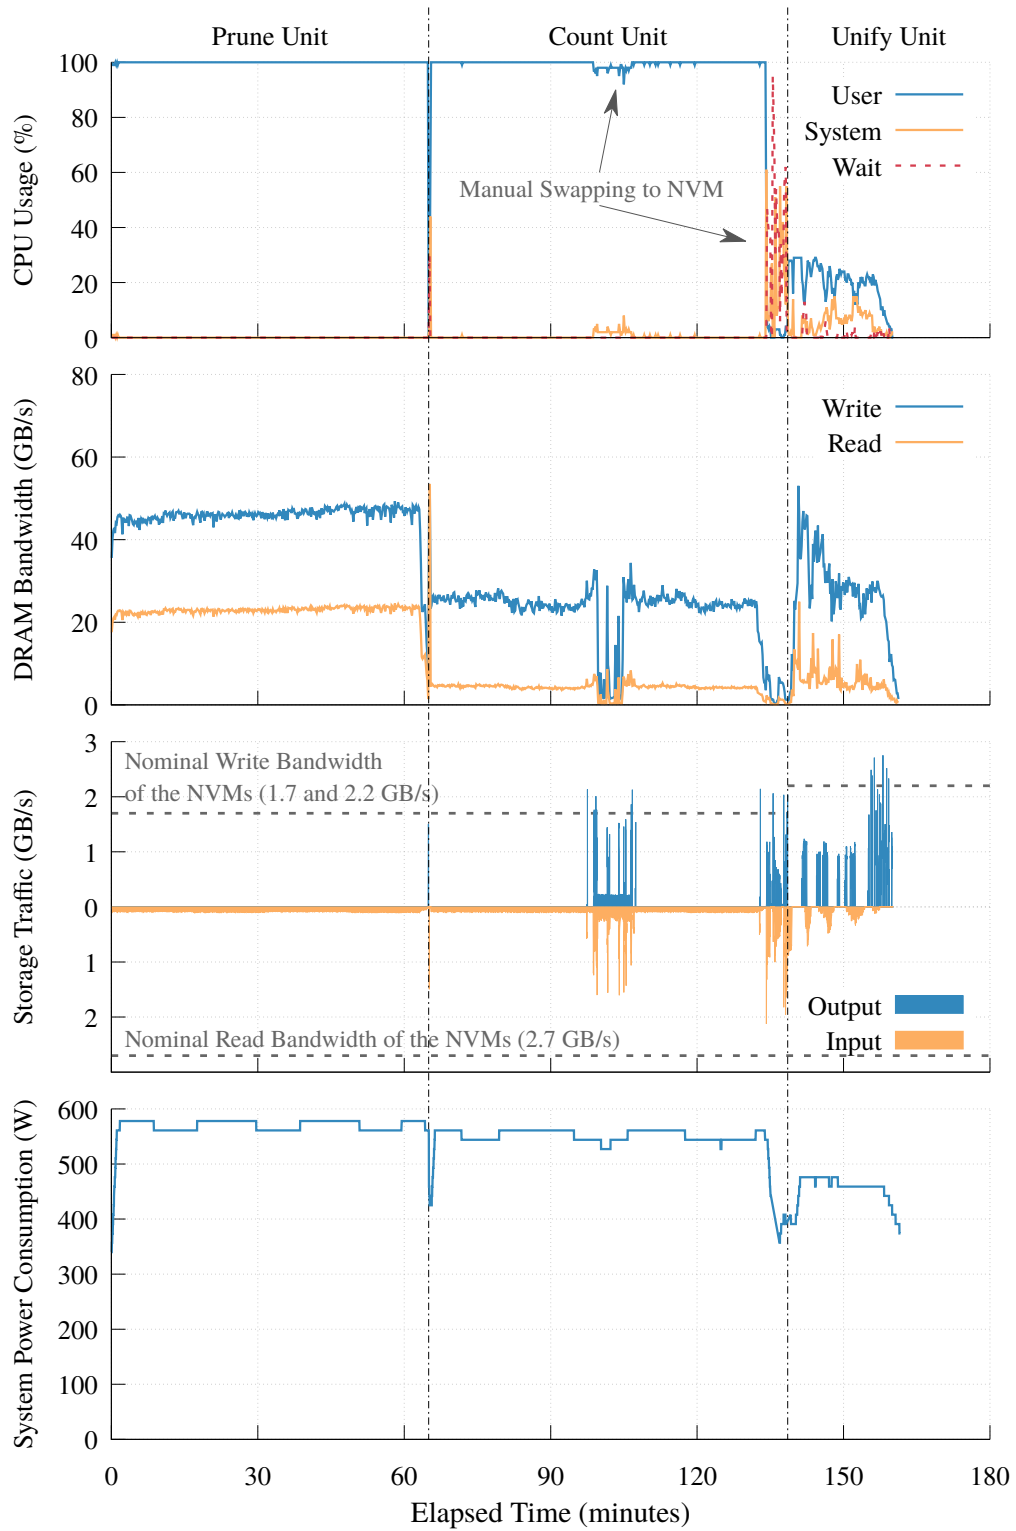 Prune Unit Count Unit Unify Unit
CPU Usage (%)
100
80
60
40
20
0
User
System
Wait
Manual Swapping to NVM
DRAM Bandwidth (GB/s)
80
60
40
20
0
Write
Read
Storage Traffic (GB/s)
3
2
1
0
1
2
Nominal Write Bandwidth
of the NVMs (1.7 and 2.2 GB/s)
Output
Input
Nominal Read Bandwidth of the NVMs (2.7 GB/s)
System Power Consumption (W)
600
500
400
300
200
100
0
0 30 60 90 120 150 180
Elapsed Time (minutes)